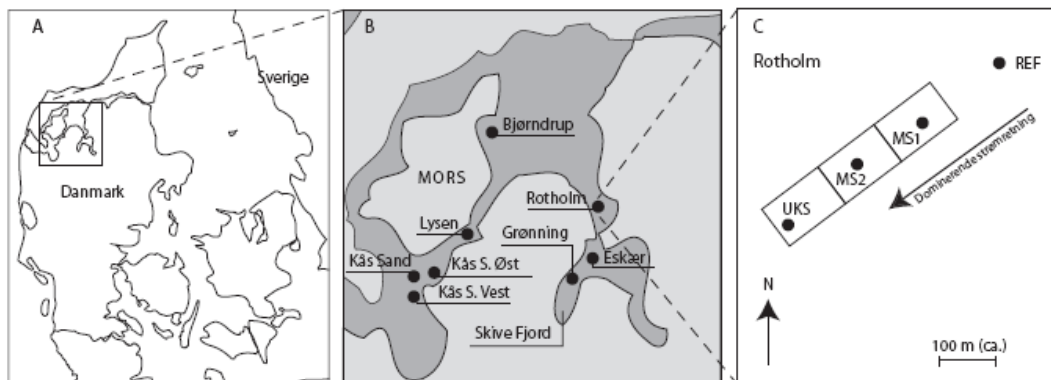 A
Sverige
Danmark
B
Bjørndrup
MORS
Rotholm
Lysen
Grønning
Kås Sand
Kås S. Øst
Eskær
Kås S. Vest
Skive Fjord
C
Rotholm
REF
MS1
MS2
UKS
Dominerende strømretning
N
100 m (ca.)